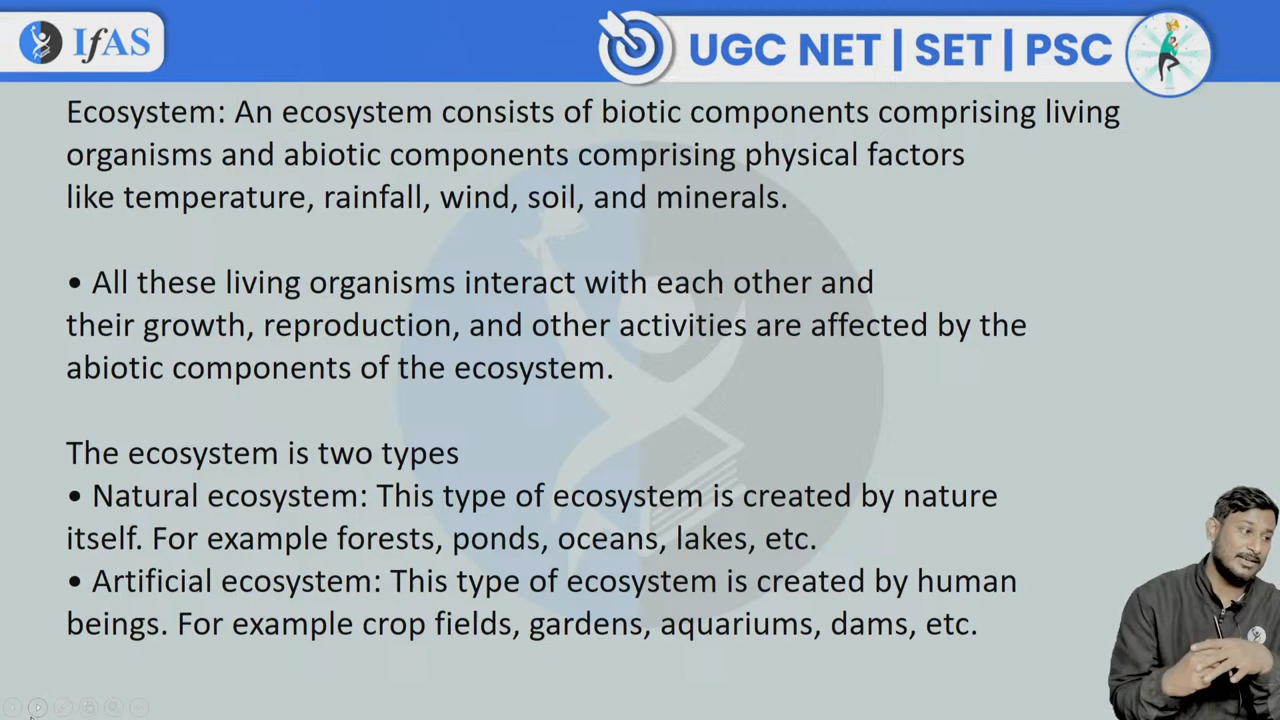 IfAS
UGC NET | SET | PSC
Ecosystem: An ecosystem consists of biotic components comprising living
organisms and abiotic components comprising physical factors
like temperature, rainfall, wind, soil, and minerals.
• All these living organisms interact with each other and
their growth, reproduction, and other activities are affected by the
abiotic components of the ecosystem.
The ecosystem is two types
• Natural ecosystem: This type of ecosystem is created by nature
itself. For example forests, ponds, oceans, lakes, etc.
• Artificial ecosystem: This type of ecosystem is created by human
beings. For example crop fields, gardens, aquariums, dams, etc.